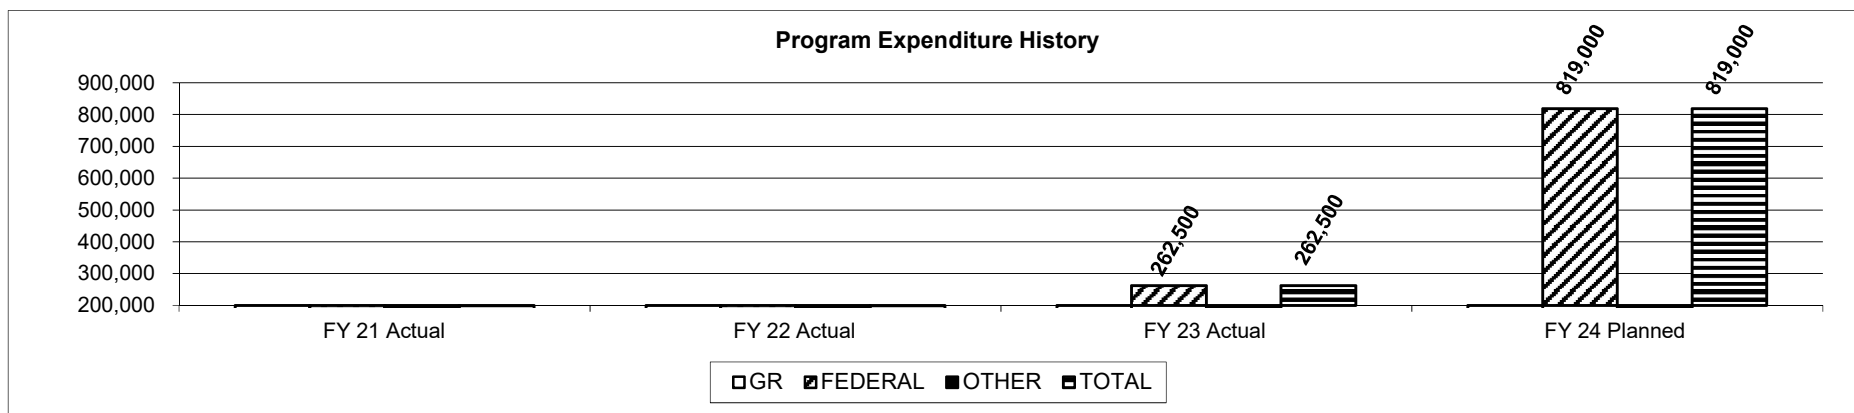 Program Expenditure History
900,000
800,000
700,000
600,000
500,000
400,000
300,000
200,000
262,500
262,500
819,000
819,000
FY 21 Actual
FY 22 Actual
FY 23 Actual
FY 24 Planned
GR
FEDERAL
OTHER
TOTAL